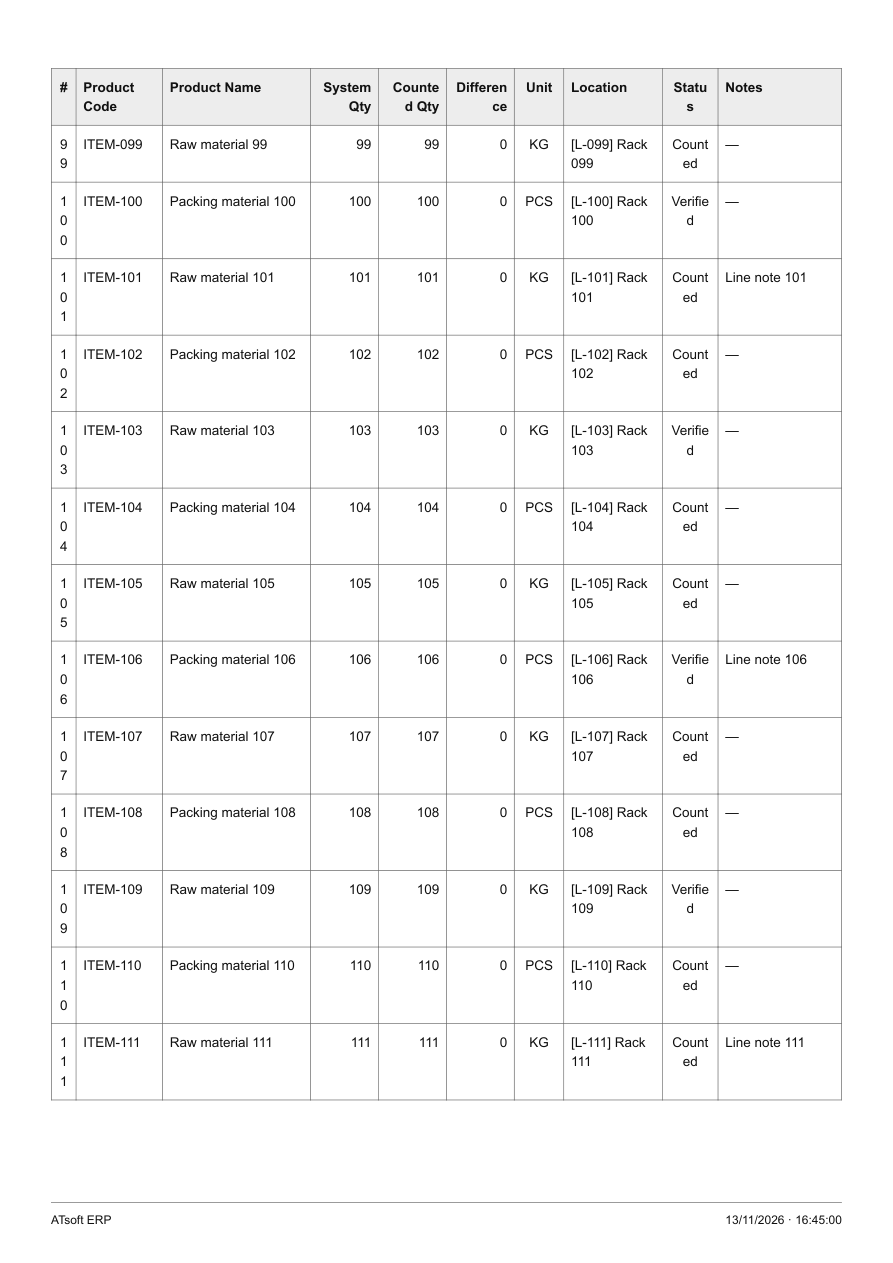 # Product Code Product Name System Qty Counted Qty Difference Unit Location Status Notes
99 ITEM-099 Raw material 99 99 99 0 KG [L-099] Rack 099 Counted —
100 ITEM-100 Packing material 100 100 100 0 PCS [L-100] Rack 100 Verified —
101 ITEM-101 Raw material 101 101 101 0 KG [L-101] Rack 101 Counted Line note 101
102 ITEM-102 Packing material 102 102 102 0 PCS [L-102] Rack 102 Counted —
103 ITEM-103 Raw material 103 103 103 0 KG [L-103] Rack 103 Verified —
104 ITEM-104 Packing material 104 104 104 0 PCS [L-104] Rack 104 Counted —
105 ITEM-105 Raw material 105 105 105 0 KG [L-105] Rack 105 Counted —
106 ITEM-106 Packing material 106 106 106 0 PCS [L-106] Rack 106 Verified Line note 106
107 ITEM-107 Raw material 107 107 107 0 KG [L-107] Rack 107 Counted —
108 ITEM-108 Packing material 108 108 108 0 PCS [L-108] Rack 108 Counted —
109 ITEM-109 Raw material 109 109 109 0 KG [L-109] Rack 109 Verified —
110 ITEM-110 Packing material 110 110 110 0 PCS [L-110] Rack 110 Counted —
111 ITEM-111 Raw material 111 111 111 0 KG [L-111] Rack 111 Counted Line note 111
ATsoft ERP 13/11/2026 · 16:45:00